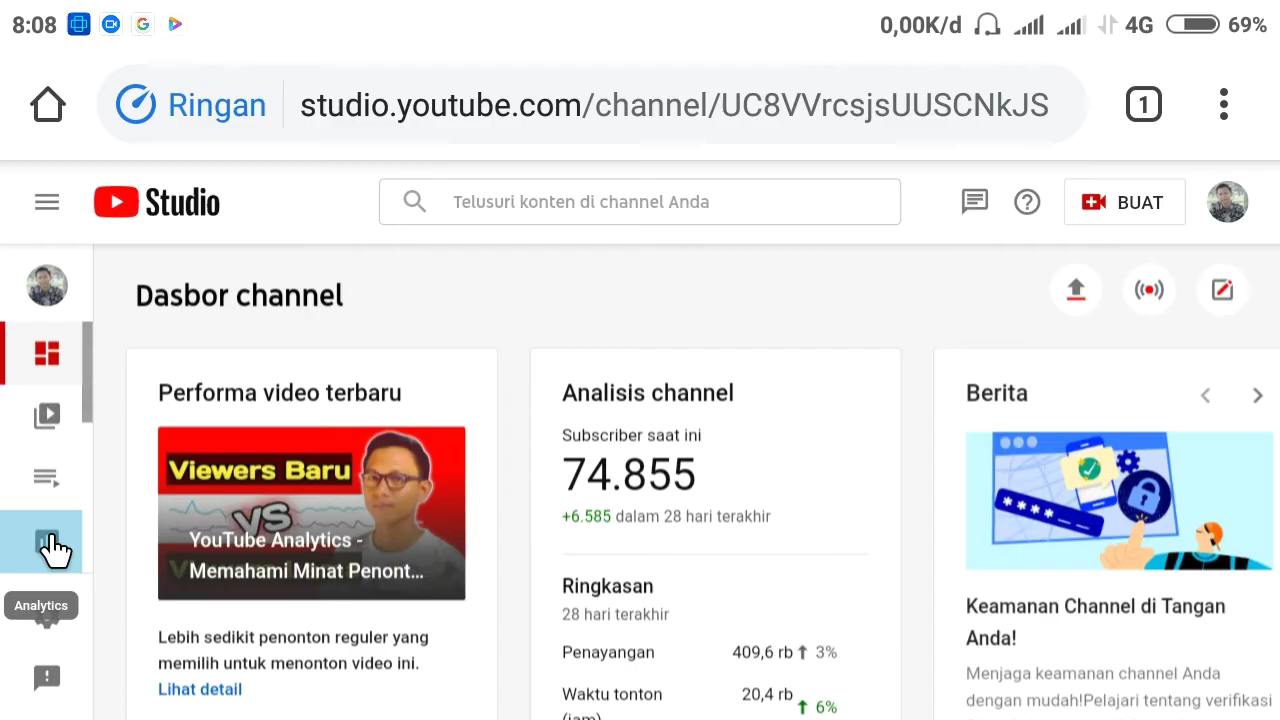 8:08
0,00K/d 4G 69%
Ringan studio.youtube.com/channel/UC8VVrcsjsUUSCNkJS
1
Studio
Telusuri konten di channel Anda
BUAT
Dasbor channel
Performa video terbaru
Viewers Baru
VS
YouTube Analytics -
Memahami Minat Penont...
Lebih sedikit penonton reguler yang
memilih untuk menonton video ini.
Lihat detail
Analisis channel
Subscriber saat ini
74.855
+6.585 dalam 28 hari terakhir
Ringkasan
28 hari terakhir
Penayangan 409,6 rb 3%
Waktu tonton 20,4 rb 6%
(jam)
Berita
Keamanan Channel di Tangan
Anda!
Menjaga keamanan channel Anda
dengan mudah!Pelajari tentang verifikasi
Analytics